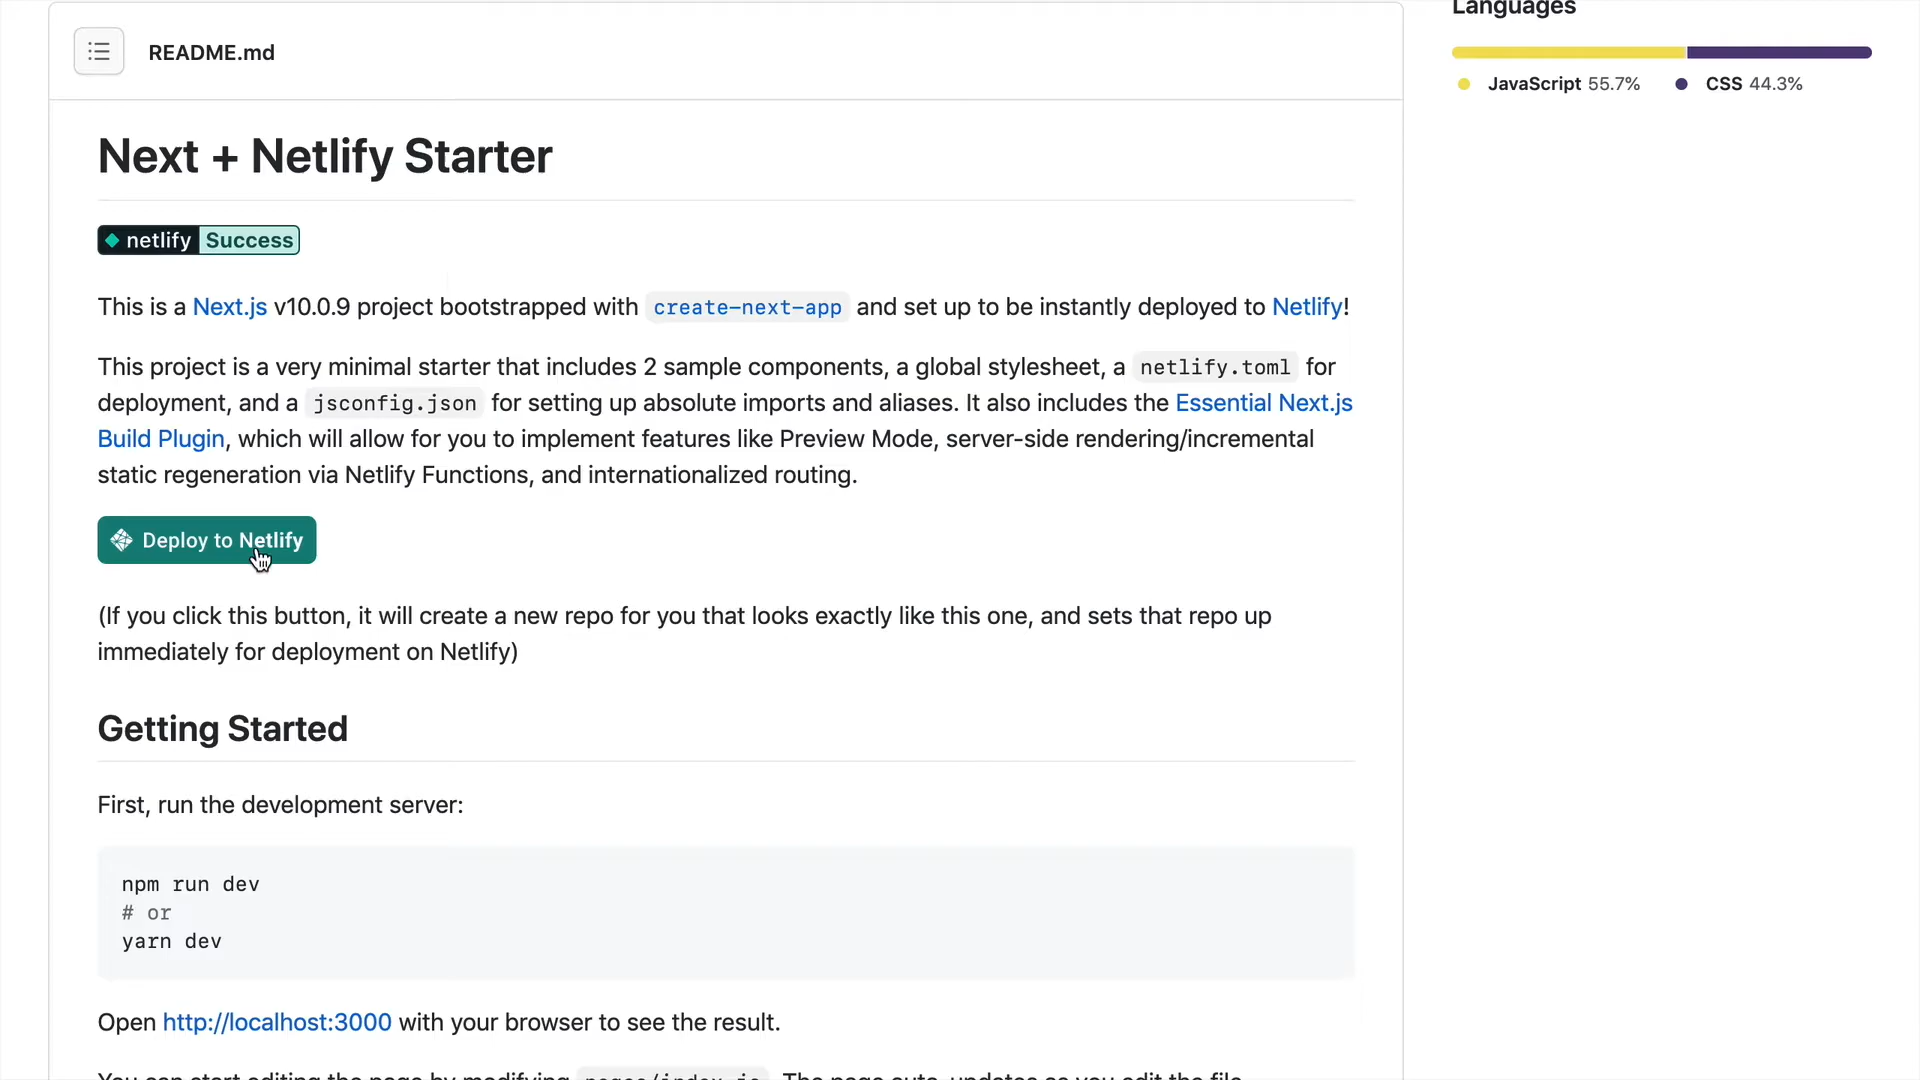 Languages
README.md
JavaScript 55.7%
CSS 44.3%
Next + Netlify Starter
netlify Success
This is a Next.js v10.0.9 project bootstrapped with create-next-app and set up to be instantly deployed to Netlify!
This project is a very minimal starter that includes 2 sample components, a global stylesheet, a netlify.toml for
deployment, and a jsconfig.json for setting up absolute imports and aliases. It also includes the Essential Next.js
Build Plugin, which will allow for you to implement features like Preview Mode, server-side rendering/incremental
static regeneration via Netlify Functions, and internationalized routing.
Deploy to Netlify
(If you click this button, it will create a new repo for you that looks exactly like this one, and sets that repo up
immediately for deployment on Netlify)
Getting Started
First, run the development server:
npm run dev
# or
yarn dev
Open http://localhost:3000 with your browser to see the result.
You can start editing the page by modifying pages/index.js. The page auto-updates as you edit the file.